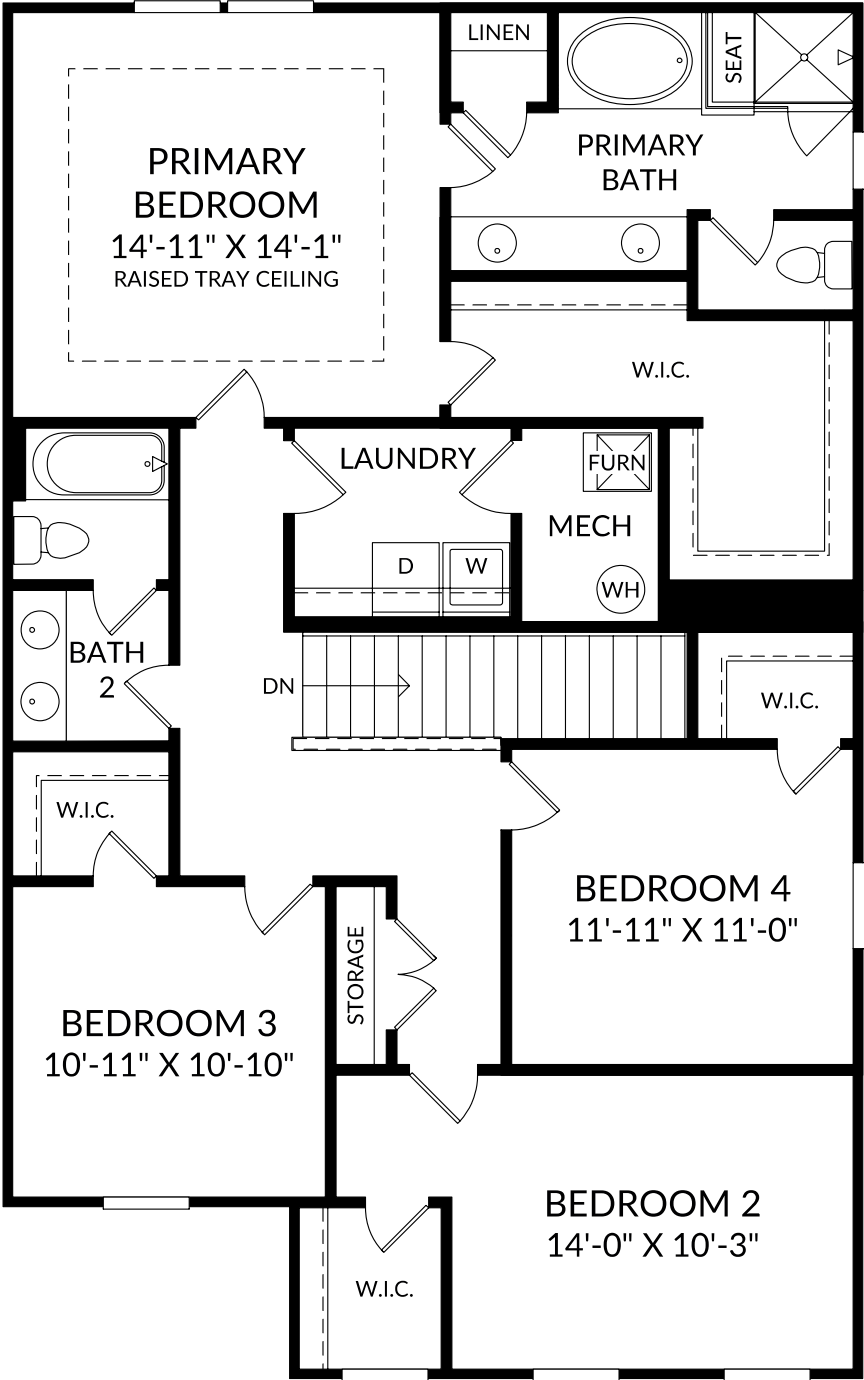 LINEN
SEAT
PRIMARY
BEDROOM
14'-11" X 14'-1"
RAISED TRAY CEILING
PRIMARY
BATH
W.I.C.
LAUNDRY
FURN
MECH
D
W
WH
BATH
2
DN
W.I.C.
W.I.C.
BEDROOM 4
11'-11" X 11'-0"
STORAGE
BEDROOM 3
10'-11" X 10'-10"
BEDROOM 2
14'-0" X 10'-3"
W.I.C.